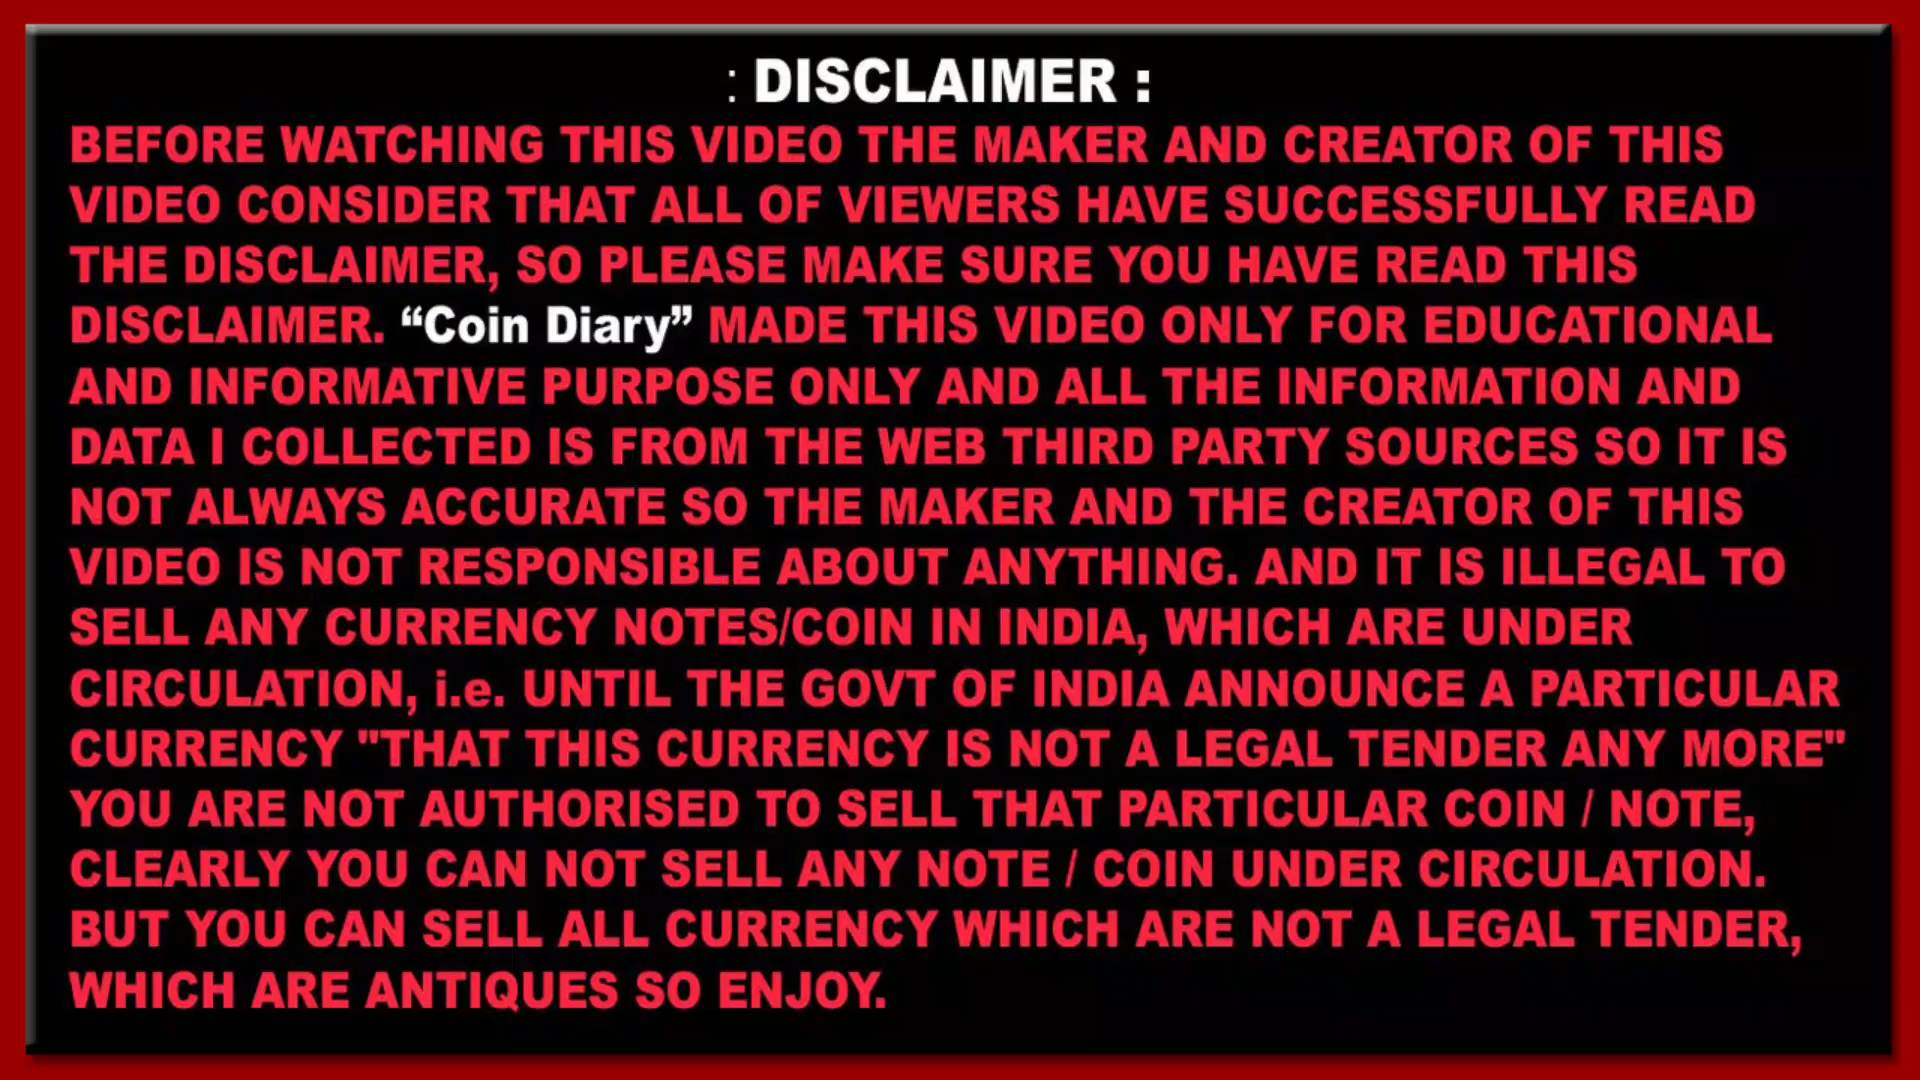 : DISCLAIMER :
BEFORE WATCHING THIS VIDEO THE MAKER AND CREATOR OF THIS
VIDEO CONSIDER THAT ALL OF VIEWERS HAVE SUCCESSFULLY READ
THE DISCLAIMER, SO PLEASE MAKE SURE YOU HAVE READ THIS
DISCLAIMER. “Coin Diary” MADE THIS VIDEO ONLY FOR EDUCATIONAL
AND INFORMATIVE PURPOSE ONLY AND ALL THE INFORMATION AND
DATA I COLLECTED IS FROM THE WEB THIRD PARTY SOURCES SO IT IS
NOT ALWAYS ACCURATE SO THE MAKER AND THE CREATOR OF THIS
VIDEO IS NOT RESPONSIBLE ABOUT ANYTHING. AND IT IS ILLEGAL TO
SELL ANY CURRENCY NOTES/COIN IN INDIA, WHICH ARE UNDER
CIRCULATION, i.e. UNTIL THE GOVT OF INDIA ANNOUNCE A PARTICULAR
CURRENCY "THAT THIS CURRENCY IS NOT A LEGAL TENDER ANY MORE"
YOU ARE NOT AUTHORISED TO SELL THAT PARTICULAR COIN / NOTE,
CLEARLY YOU CAN NOT SELL ANY NOTE / COIN UNDER CIRCULATION.
BUT YOU CAN SELL ALL CURRENCY WHICH ARE NOT A LEGAL TENDER,
WHICH ARE ANTIQUES SO ENJOY.